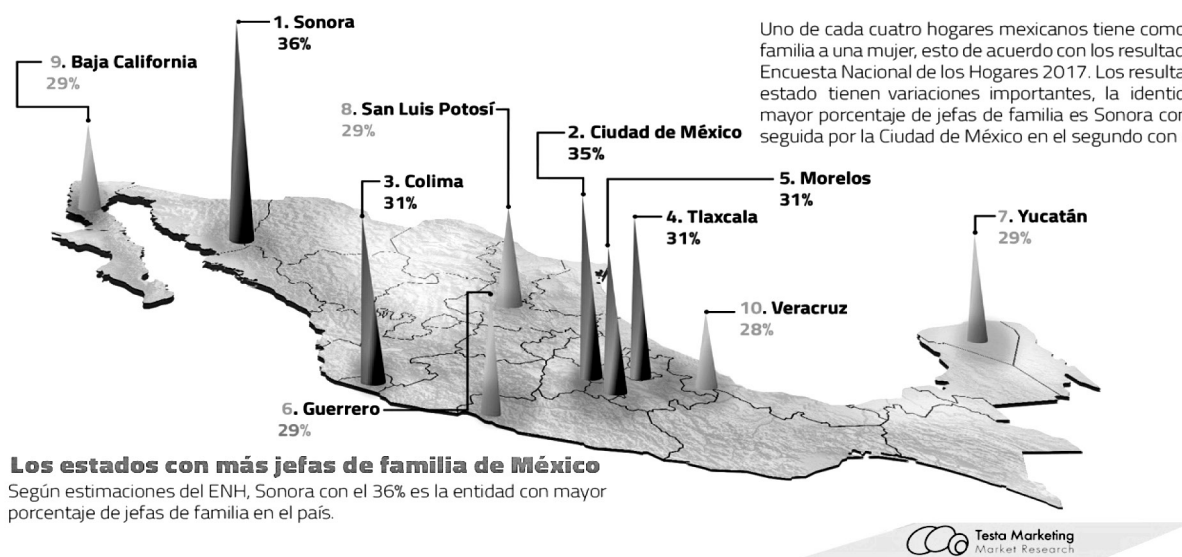 1. Sonora
36%
Uno de cada cuatro hogares mexicanos tiene como
familia a una mujer, esto de acuerdo con los resultad
Encuesta Nacional de los Hogares 2017. Los resulta
estado tienen variaciones importantes, la identid
mayor porcentaje de jefas de familia es Sonora con
seguida por la Ciudad de México en el segundo con
9. Baja California
29%
8. San Luis Potosí
29%
2. Ciudad de México
35%
3. Colima
31%
5. Morelos
31%
4. Tlaxcala
31%
7. Yucatán
29%
10. Veracruz
28%
6. Guerrero
29%
Los estados con más jefas de familia de México
Según estimaciones del ENH, Sonora con el 36% es la entidad con mayor
porcentaje de jefas de familia en el país.
Testa Marketing
Market Research